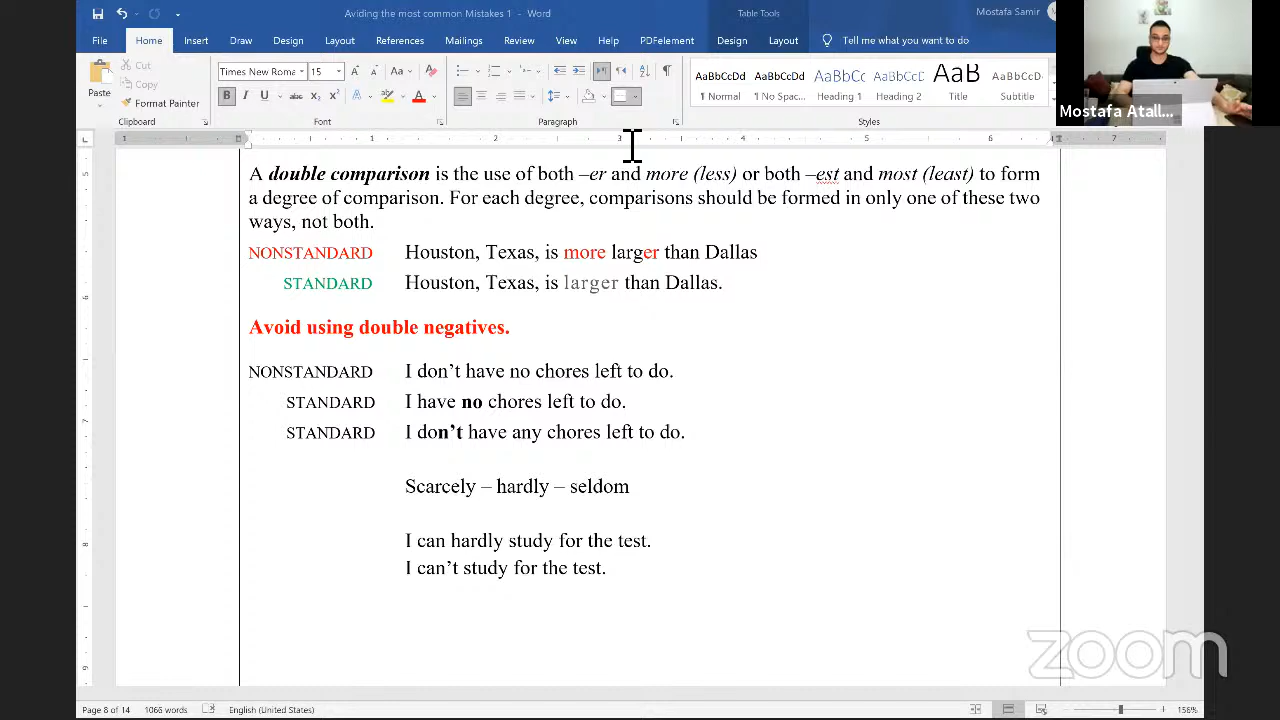 Aviding the most common Mistakes 1 - Word
Table Tools
Mostafa Samir
File Home Insert Draw Design Layout References Mailings Review View Help PDFelement Design Layout Tell me what you want to do
Paste
Cut
Copy
Format Painter
Clipboard
Times New Roma 15
Font
Paragraph
AaBbCcDd AaBbCcDd AaBbCc AaBbCcD AaB AaBbCcD
¶ Normal ¶ No Spac... Heading 1 Heading 2 Title Subtitle
Styles
Mostafa Atall...
A double comparison is the use of both –er and more (less) or both –est and most (least) to form
a degree of comparison. For each degree, comparisons should be formed in only one of these two
ways, not both.
NONSTANDARD Houston, Texas, is more larger than Dallas
STANDARD Houston, Texas, is larger than Dallas.
Avoid using double negatives.
NONSTANDARD I don't have no chores left to do.
STANDARD I have no chores left to do.
STANDARD I don't have any chores left to do.
Scarcely – hardly – seldom
I can hardly study for the test.
I can't study for the test.
zoom
Page 8 of 14 1066 words English (United States) 156%